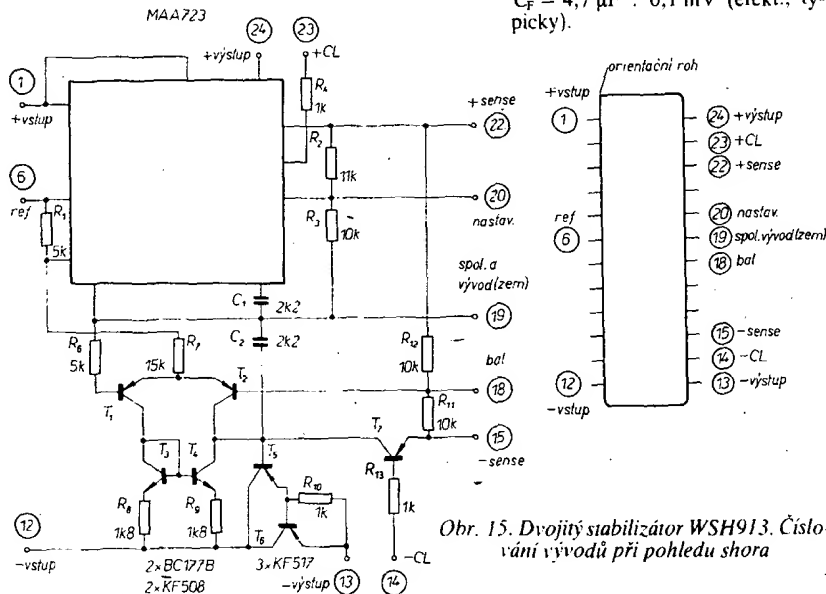 C_F = 4,7 µF : 0,1 mV (efekt., ty-
picky).
MAA723
+výstup
24
23
+CL
R4
1k
1
+vstup
6
ref
R1
5k
R2
11k
R3
10k
+sense
22
20
nastav.
spol. a
vývod(zem)
19
C1
2k2
C2
2k2
R6
5k
R7
15k
R12
10k
bal
18
R11
10k
15
-sense
T1
T2
T3
T4
T5
T6
T7
R8
1k8
R9
1k8
R10
1k
R13
1k
12
-vstup
2×BC177B
2×KF508
3×KF517
-výstup
13
14
-CL
orientační roh
+vstup
1
ref
6
12
-vstup
24 +výstup
23 +CL
22 +sense
20 nastav.
19 spol. vývod(zem)
18 bal
15 -sense
14 -CL
13 -výstup
Obr. 15. Dvojitý stabilizátor WSH913. Číslo-
vání vývodů při pohledu shora